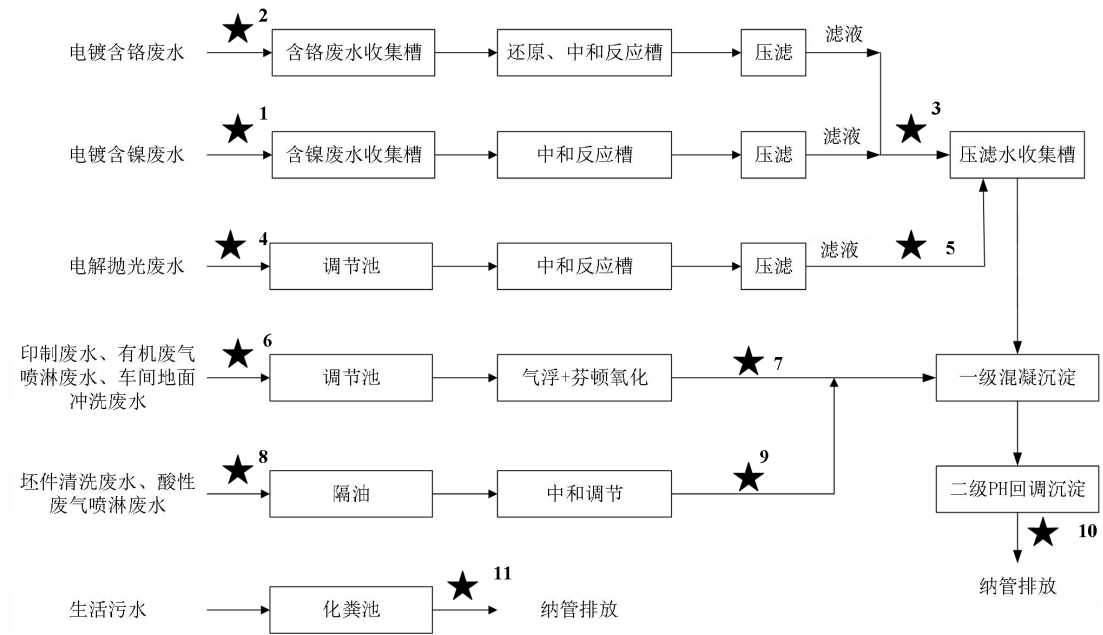 2
电镀含铬废水
含铬废水收集槽
还原、中和反应槽
压滤
滤液
1
电镀含镍废水
含镍废水收集槽
中和反应槽
压滤
滤液
3
压滤水收集槽
4
电解抛光废水
调节池
中和反应槽
压滤
滤液
5
6
印制废水、有机废气
喷淋废水、车间地面
冲洗废水
调节池
气浮+芬顿氧化
7
一级混凝沉淀
8
坯件清洗废水、酸性
废气喷淋废水
隔油
中和调节
9
二级PH回调沉淀
10
纳管排放
生活污水
化粪池
11
纳管排放